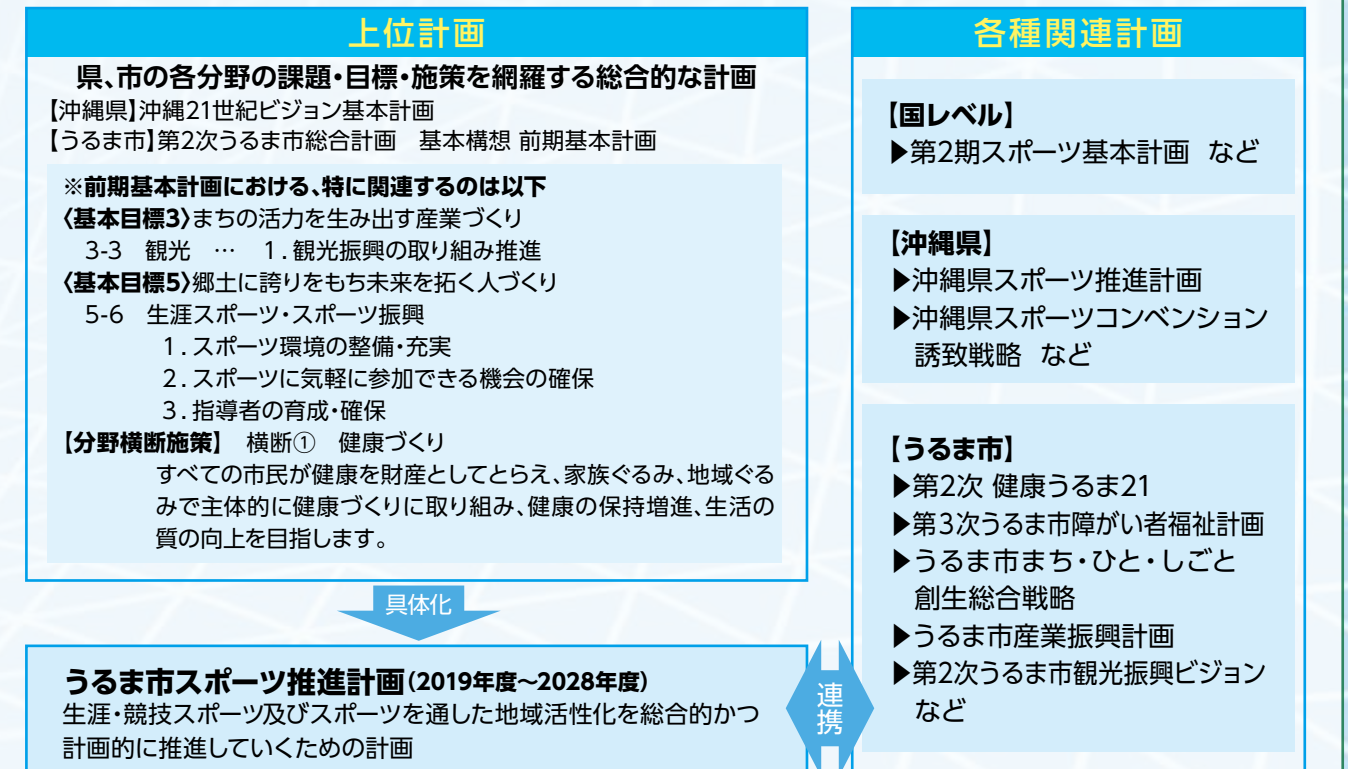 上位計画
県、市の各分野の課題・目標・施策を網羅する総合的な計画
【沖縄県】沖縄21世紀ビジョン基本計画
【うるま市】第2次うるま市総合計画　基本構想 前期基本計画
※前期基本計画における、特に関連するのは以下
〈基本目標3〉まちの活力を生み出す産業づくり
3-3　観光　…　1.観光振興の取り組み推進
〈基本目標5〉郷土に誇りをもち未来を拓く人づくり
5-6　生涯スポーツ・スポーツ振興
1.スポーツ環境の整備・充実
2.スポーツに気軽に参加できる機会の確保
3.指導者の育成・確保
【分野横断施策】　横断①　健康づくり
すべての市民が健康を財産としてとらえ、家族ぐるみ、地域ぐる
みで主体的に健康づくりに取り組み、健康の保持増進、生活の
質の向上を目指します。
具体化
うるま市スポーツ推進計画(2019年度~2028年度)
生涯・競技スポーツ及びスポーツを通した地域活性化を総合的かつ
計画的に推進していくための計画
連携
各種関連計画
【国レベル】
▶第2期スポーツ基本計画　など
【沖縄県】
▶沖縄県スポーツ推進計画
▶沖縄県スポーツコンベンション
誘致戦略　など
【うるま市】
▶第2次 健康うるま21
▶第3次うるま市障がい者福祉計画
▶うるま市まち・ひと・しごと
創生総合戦略
▶うるま市産業振興計画
▶第2次うるま市観光振興ビジョン
など